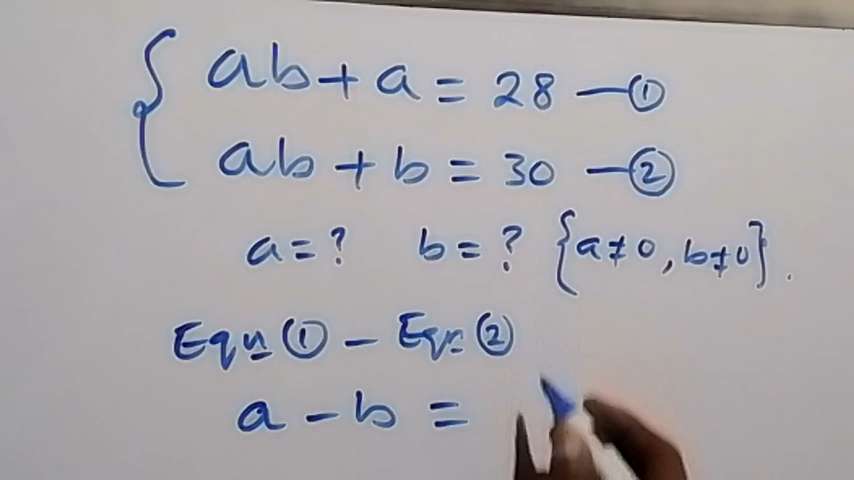 ab + a = 28 — ①
ab + b = 30 — ②
a = ? b = ? {a ≠ 0, b ≠ 0}.
Eqn ① − Eqn ②
a − b =